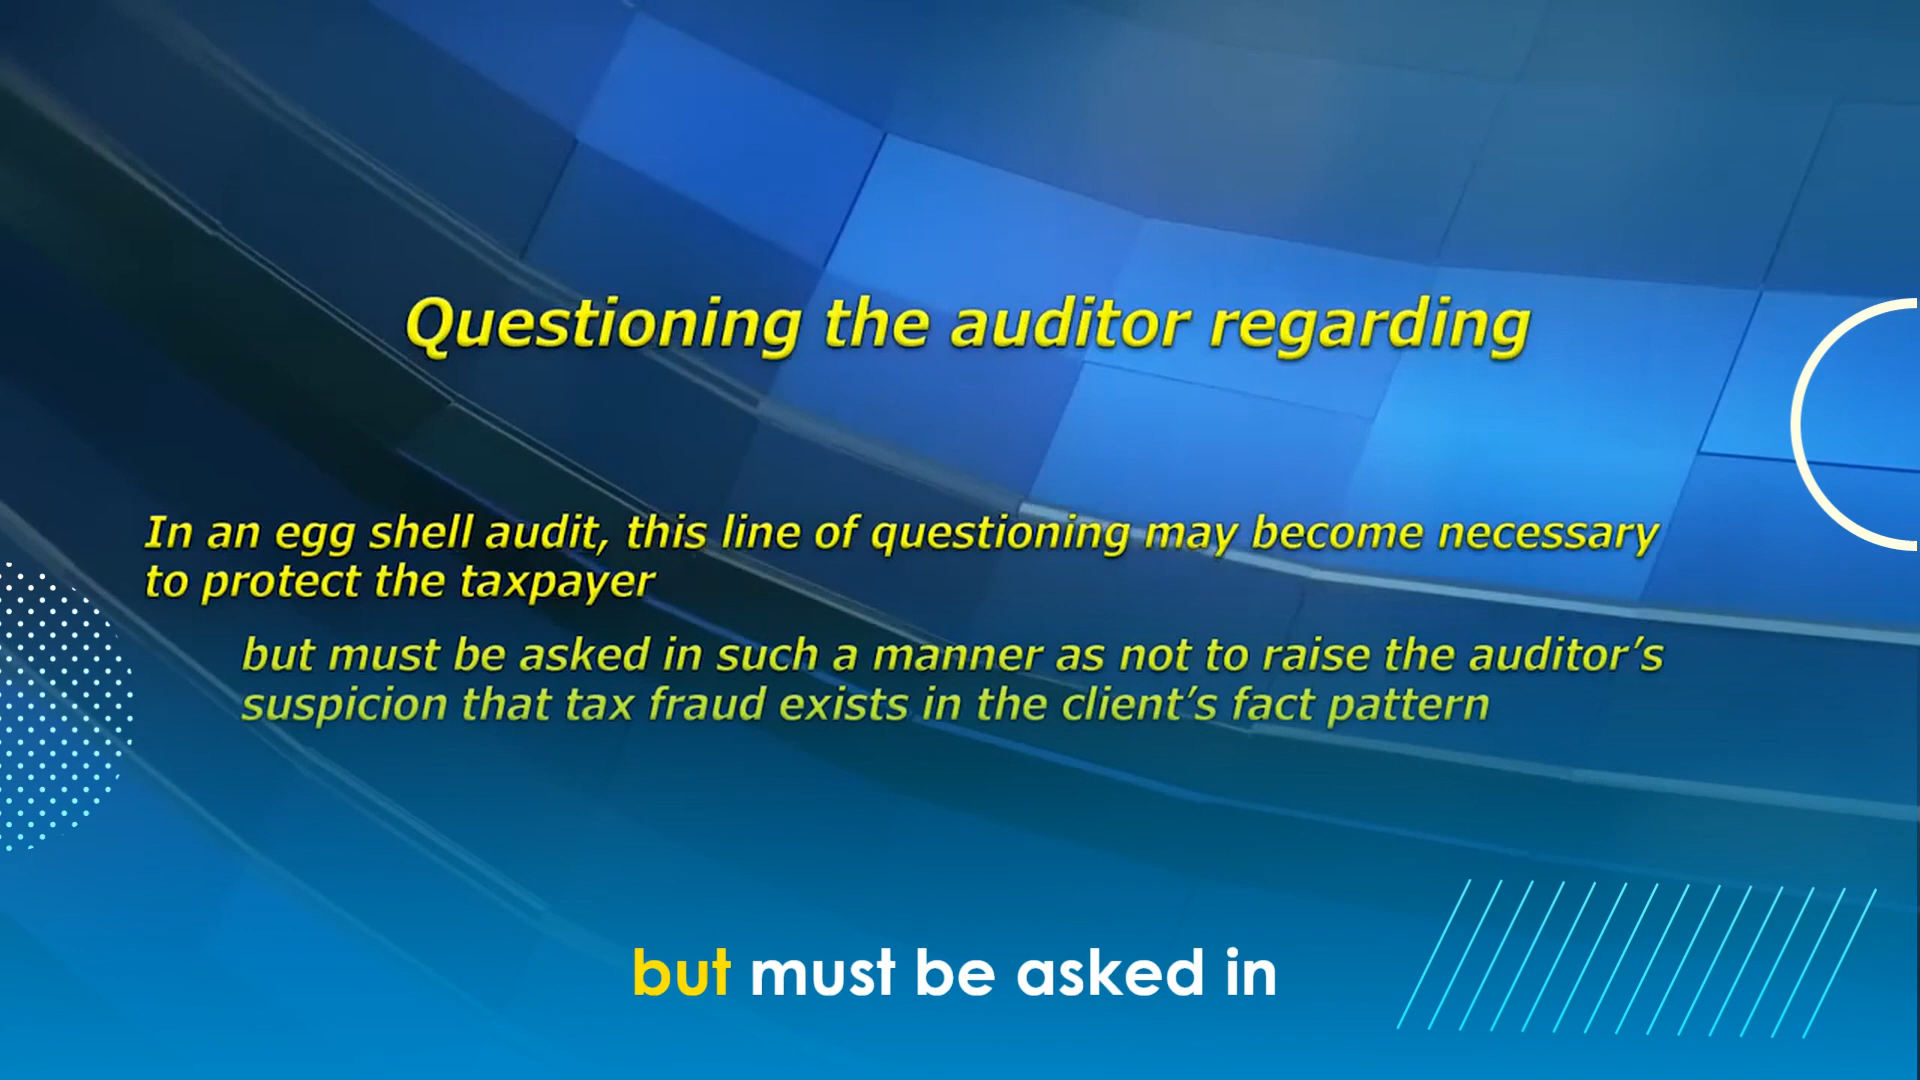 Questioning the auditor regarding
In an egg shell audit, this line of questioning may become necessary
to protect the taxpayer
but must be asked in such a manner as not to raise the auditor’s
suspicion that tax fraud exists in the client’s fact pattern
but must be asked in